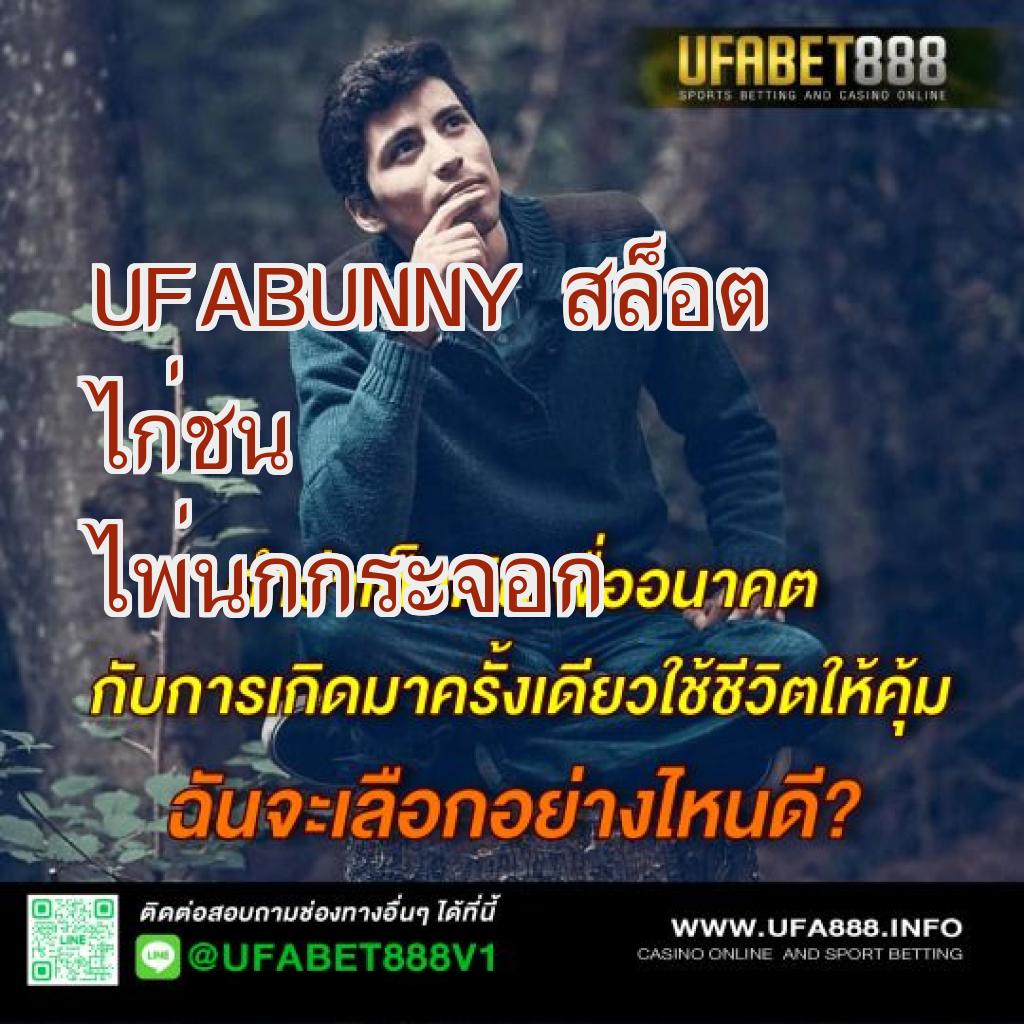 UFABET888
SPORTS BETTING AND CASINO ONLINE
UFABUNNY สล็อต
ไก่ชน
ไพ่นกกระจอก
อนาคต
กับการเกิดมาครั้งเดียวใช้ชีวิตให้คุ้ม
ฉันจะเลือกอย่างไหนดี?
ติดต่อสอบถามช่องทางอื่นๆ ได้ที่นี้
LINE
LINE
@UFABET888V1
WWW.UFA888.INFO
CASINO ONLINE AND SPORT BETTING